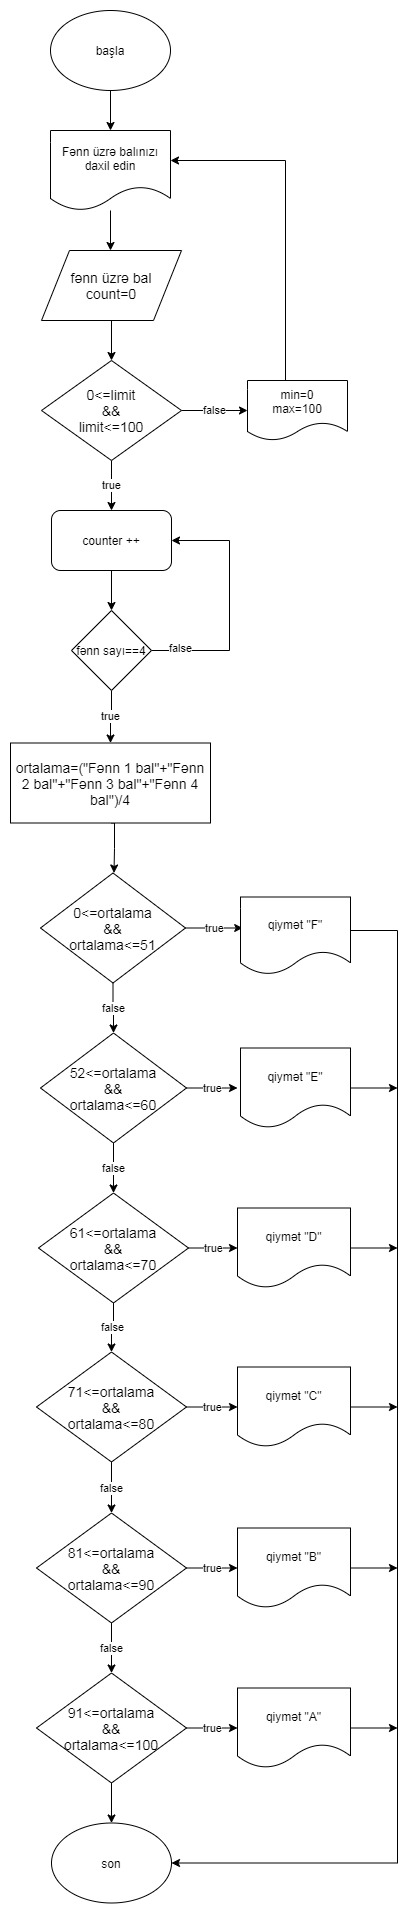 başla
Fənn üzrə balınızı
daxil edin
fənn üzrə bal
count=0
0<=limit
&&
limit<=100
false
min=0
max=100
true
counter ++
fənn sayı==4
false
true
ortalama=("Fənn 1 bal"+"Fənn
2 bal"+"Fənn 3 bal"+"Fənn 4
bal")/4
0<=ortalama
&&
ortalama<=51
true
qiymət "F"
false
52<=ortalama
&&
ortalama<=60
true
qiymət "E"
false
61<=ortalama
&&
ortalama<=70
true
qiymət "D"
false
71<=ortalama
&&
ortalama<=80
true
qiymət "C"
false
81<=ortalama
&&
ortalama<=90
true
qiymət "B"
false
91<=ortalama
&&
ortalama<=100
true
qiymət "A"
son